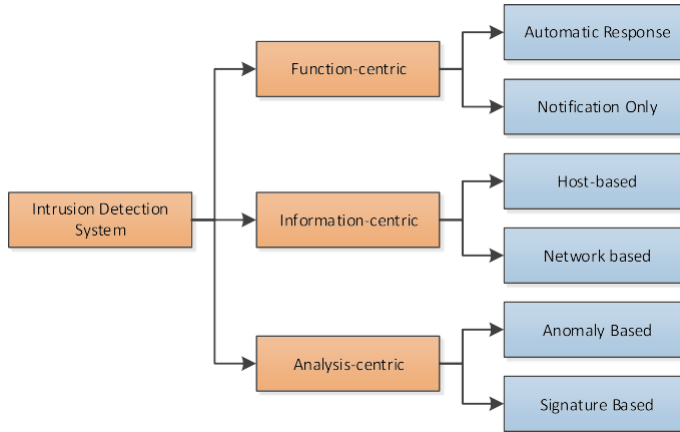 Automatic Response
Function-centric
Notification Only
Host-based
Intrusion Detection
System
Information-centric
Network based
Anomaly Based
Analysis-centric
Signature Based